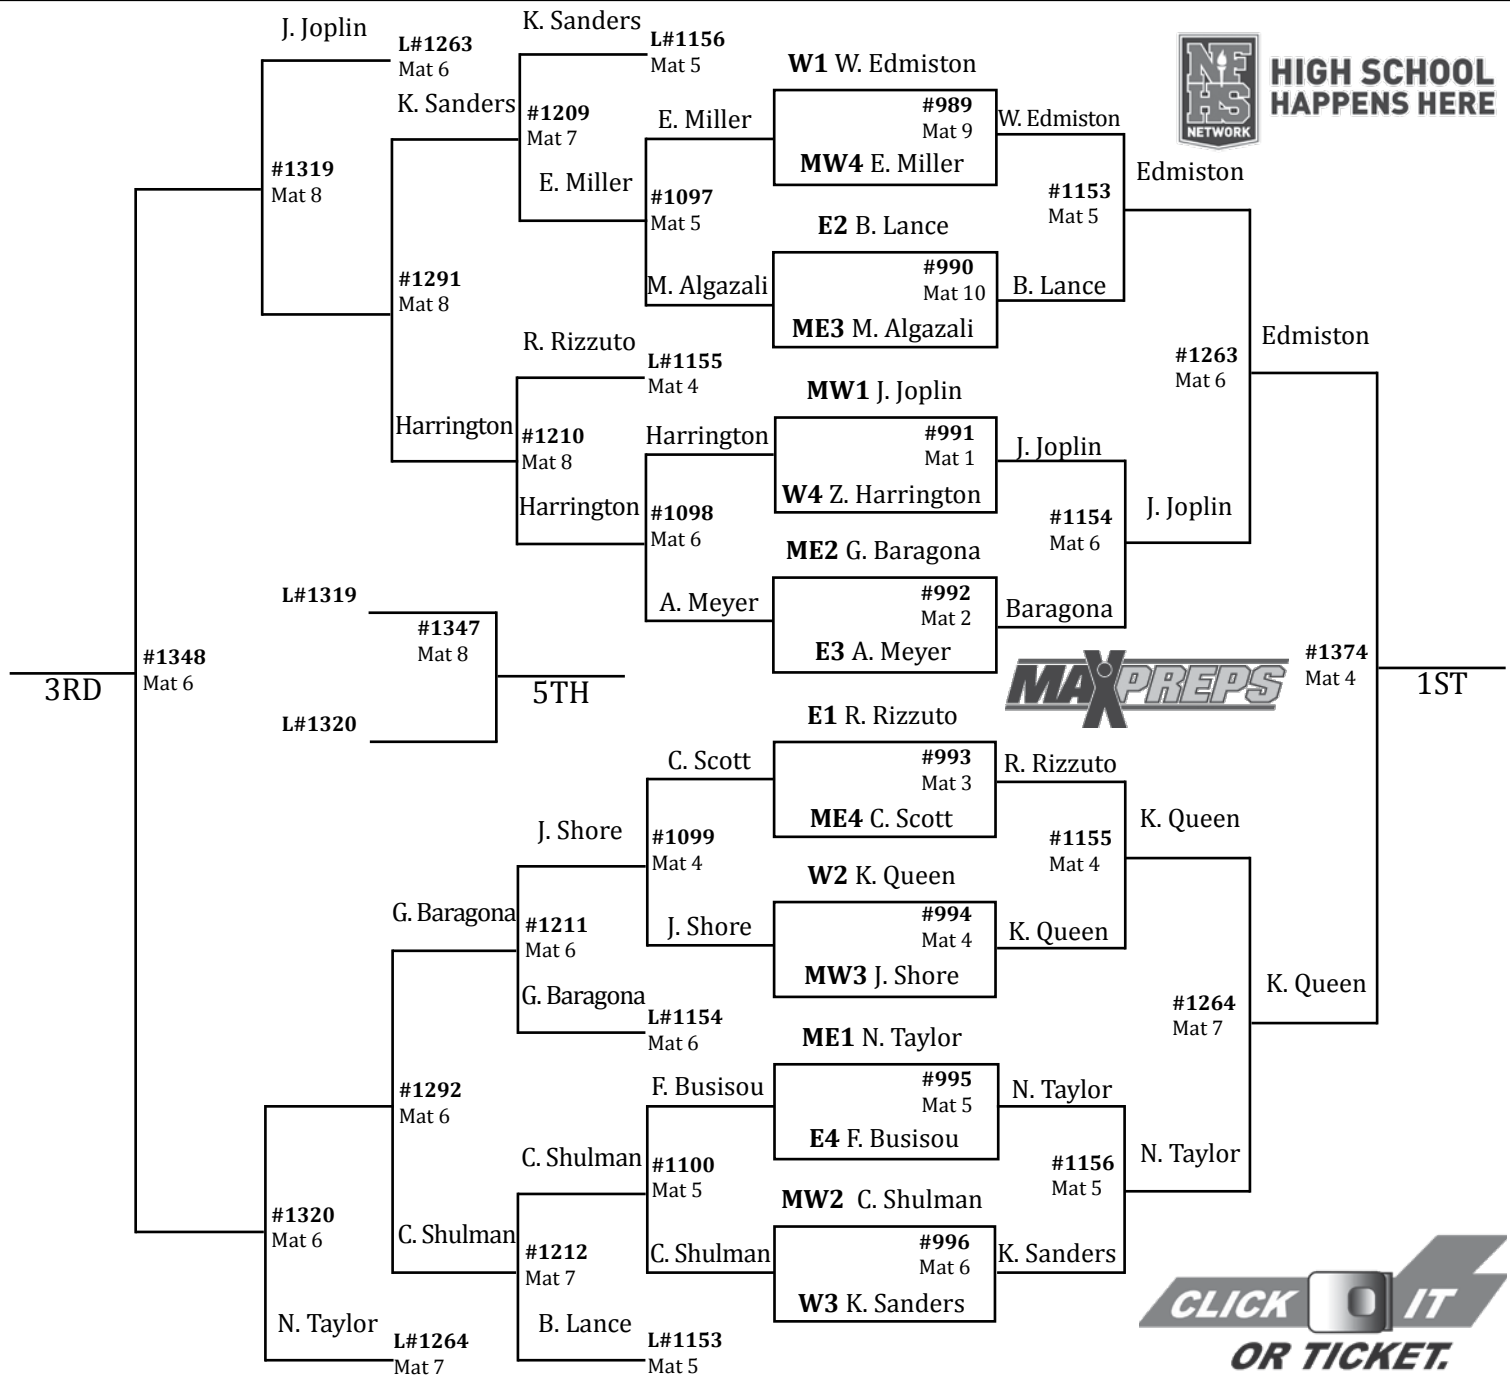 J. Joplin
L#1263
Mat 6
K. Sanders
L#1156
Mat 5
K. Sanders
#1209
Mat 7
#1319
Mat 8
E. Miller
E. Miller
#1097
Mat 5
M. Algazali
#1291
Mat 8
R. Rizzuto
L#1155
Mat 4
Harrington
#1210
Mat 8
Harrington
Harrington
#1098
Mat 6
A. Meyer
W1 W. Edmiston
#989
Mat 9
MW4 E. Miller
E2 B. Lance
#990
Mat 10
ME3 M. Algazali
MW1 J. Joplin
#991
Mat 1
W4 Z. Harrington
ME2 G. Baragona
#992
Mat 2
E3 A. Meyer
W. Edmiston
#1153
Mat 5
B. Lance
Edmiston
J. Joplin
#1154
Mat 6
Baragona
J. Joplin
#1263
Mat 6
Edmiston
NFHS
NETWORK
HIGH SCHOOL
HAPPENS HERE
L#1319
#1347
Mat 8
L#1320
5TH
#1348
Mat 6
3RD
MAXPREPS
#1374
Mat 4
1ST
E1 R. Rizzuto
#993
Mat 3
ME4 C. Scott
W2 K. Queen
#994
Mat 4
MW3 J. Shore
ME1 N. Taylor
#995
Mat 5
E4 F. Busisou
MW2 C. Shulman
#996
Mat 6
W3 K. Sanders
C. Scott
#1099
Mat 4
J. Shore
J. Shore
#1211
Mat 6
G. Baragona
G. Baragona
L#1154
Mat 6
#1292
Mat 6
F. Busisou
C. Shulman
#1100
Mat 5
C. Shulman
C. Shulman
#1212
Mat 7
B. Lance
L#1153
Mat 5
#1320
Mat 6
N. Taylor
L#1264
Mat 7
R. Rizzuto
#1155
Mat 4
K. Queen
K. Queen
N. Taylor
#1156
Mat 5
K. Sanders
N. Taylor
#1264
Mat 7
K. Queen
CLICK IT
OR TICKET.